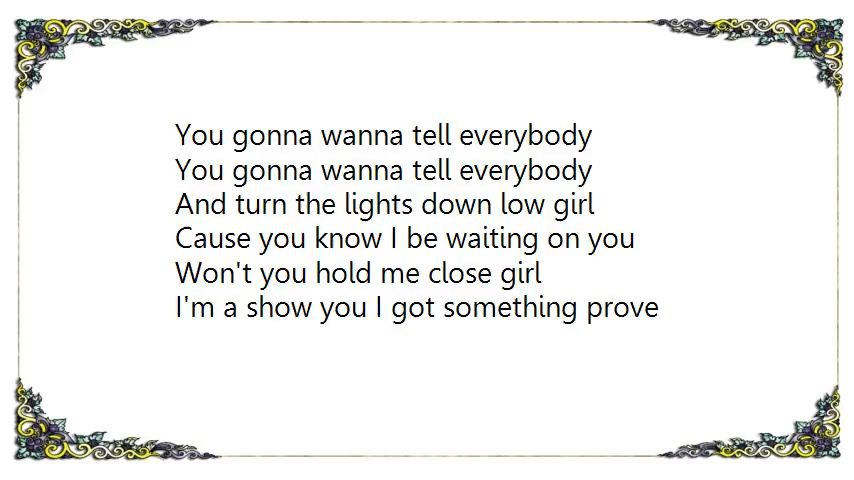 You gonna wanna tell everybody
You gonna wanna tell everybody
And turn the lights down low girl
Cause you know I be waiting on you
Won't you hold me close girl
I'm a show you I got something prove